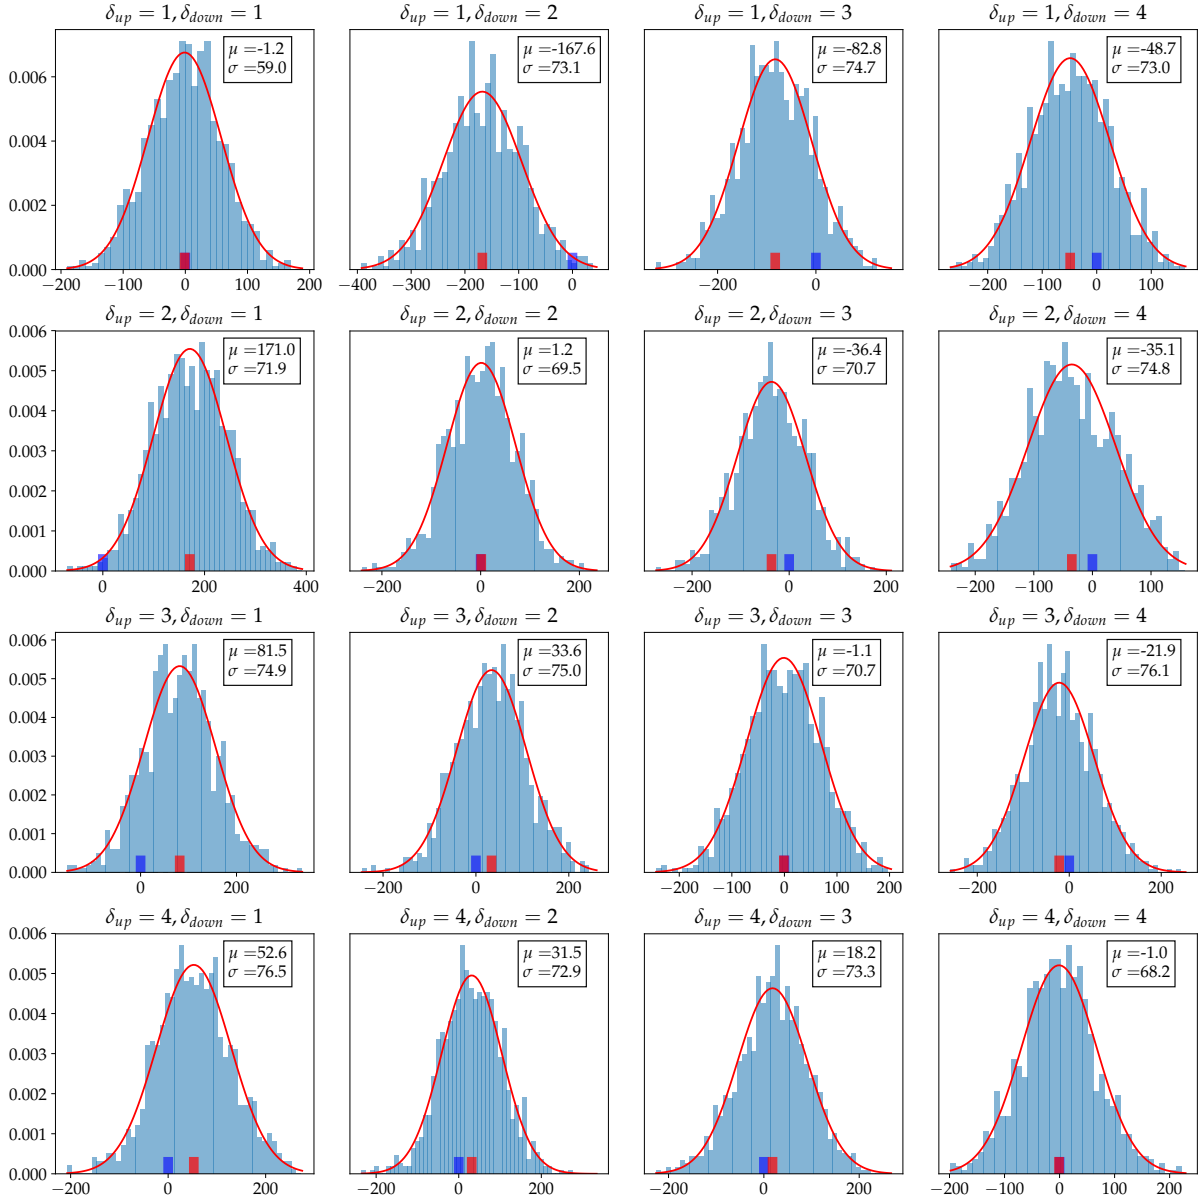 δup = 1, δdown = 1
δup = 1, δdown = 2
δup = 1, δdown = 3
δup = 1, δdown = 4
μ =-1.2
σ =59.0
μ =-167.6
σ =73.1
μ =-82.8
σ =74.7
μ =-48.7
σ =73.0
0.006
0.004
0.002
0.000
−200 −100 0 100 200
−400 −300 −200 −100 0
−200 0
−200 −100 0 100
δup = 2, δdown = 1
δup = 2, δdown = 2
δup = 2, δdown = 3
δup = 2, δdown = 4
μ =171.0
σ =71.9
μ =1.2
σ =69.5
μ =-36.4
σ =70.7
μ =-35.1
σ =74.8
0.006
0.005
0.004
0.003
0.002
0.001
0.000
0 200 400
−200 0 200
−200 −100 0 100 200
−200 −100 0 100
δup = 3, δdown = 1
δup = 3, δdown = 2
δup = 3, δdown = 3
δup = 3, δdown = 4
μ =81.5
σ =74.9
μ =33.6
σ =75.0
μ =-1.1
σ =70.7
μ =-21.9
σ =76.1
0.006
0.005
0.004
0.003
0.002
0.001
0.000
0 200
−200 0 200
−200 −100 0 100 200
−200 0 200
δup = 4, δdown = 1
δup = 4, δdown = 2
δup = 4, δdown = 3
δup = 4, δdown = 4
μ =52.6
σ =76.5
μ =31.5
σ =72.9
μ =18.2
σ =73.3
μ =-1.0
σ =68.2
0.006
0.005
0.004
0.003
0.002
0.001
0.000
−200 0 200
−200 0 200
−200 0 200
−200 −100 0 100 200